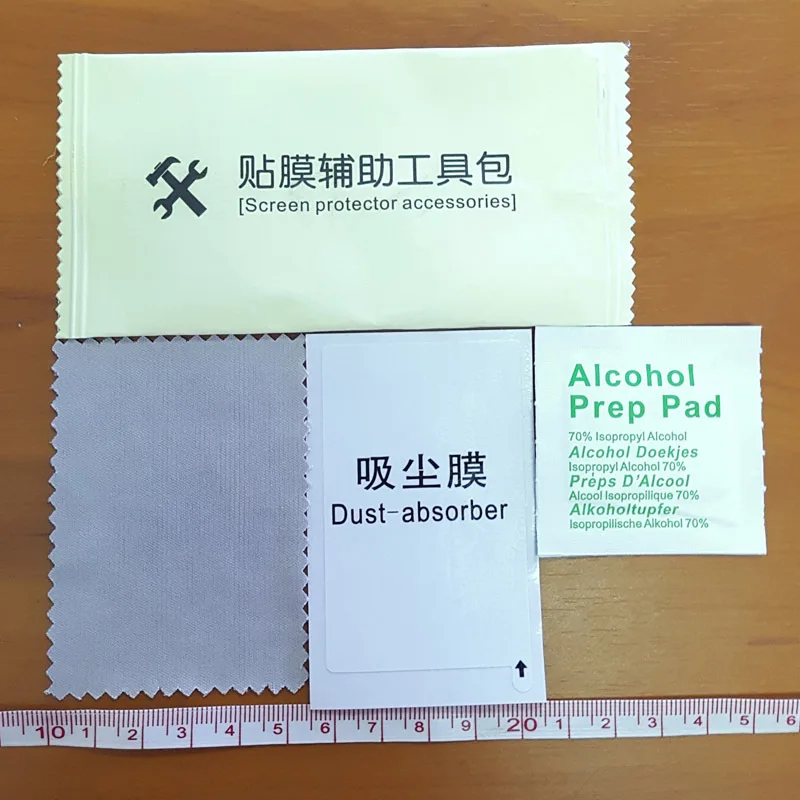 贴膜辅助工具包
[Screen protector accessories]
吸尘膜
Dust-absorber
Alcohol
Prep Pad
70% Isopropyl Alcohol
Alcohol Doekjes
Isopropyl Alcohol 70%
Prèps D'Alcool
Alcool Isopropilique 70%
Alkoholtupfer
Isopropilische Alkohol 70%
10 1 2 3 4 5 6 7 8 9 20 1 2 3 4 5 6